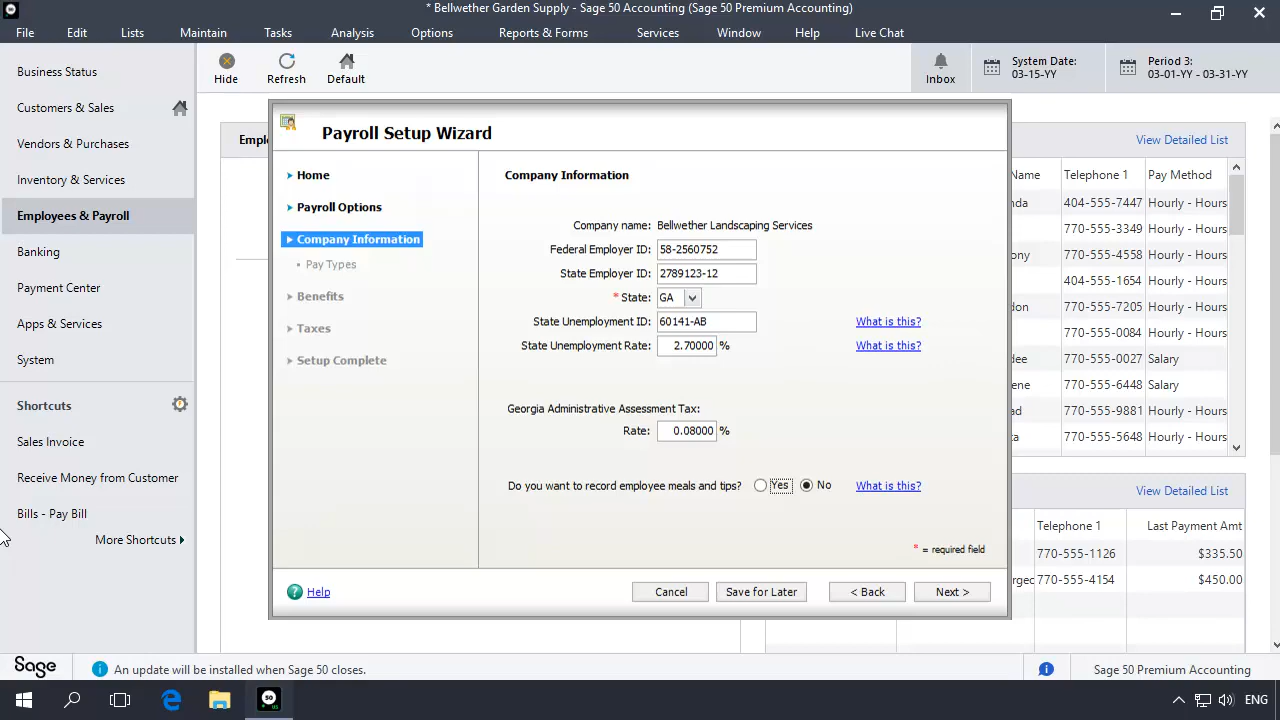 * Bellwether Garden Supply - Sage 50 Accounting (Sage 50 Premium Accounting)
File Edit Lists Maintain Tasks Analysis Options Reports & Forms Services Window Help Live Chat
Business Status
Customers & Sales
Vendors & Purchases
Inventory & Services
Employees & Payroll
Banking
Payment Center
Apps & Services
System
Shortcuts
Sales Invoice
Receive Money from Customer
Bills - Pay Bill
More Shortcuts
Hide Refresh Default
Inbox
System Date:
03-15-YY
Period 3:
03-01-YY - 03-31-YY
Payroll Setup Wizard
Home
Payroll Options
Company Information
Pay Types
Benefits
Taxes
Setup Complete
Company Information
Company name: Bellwether Landscaping Services
Federal Employer ID: 58-2560752
State Employer ID: 2789123-12
* State: GA
State Unemployment ID: 60141-AB What is this?
State Unemployment Rate: 2.70000 % What is this?
Georgia Administrative Assessment Tax:
Rate: 0.08000 %
Do you want to record employee meals and tips? Yes No What is this?
* = required field
Help Cancel Save for Later < Back Next >
View Detailed List
Name Telephone 1 Pay Method
404-555-7447 Hourly - Hours
770-555-3349 Hourly - Hours
770-555-4558 Hourly - Hours
404-555-1654 Hourly - Hours
770-555-7205 Hourly - Hours
770-555-0084 Hourly - Hours
770-555-0027 Salary
770-555-6448 Salary
770-555-9881 Hourly - Hours
770-555-5648 Hourly - Hours
View Detailed List
Telephone 1 Last Payment Amt
770-555-1126 $335.50
770-555-4154 $450.00
Sage An update will be installed when Sage 50 closes. Sage 50 Premium Accounting
50 ENG